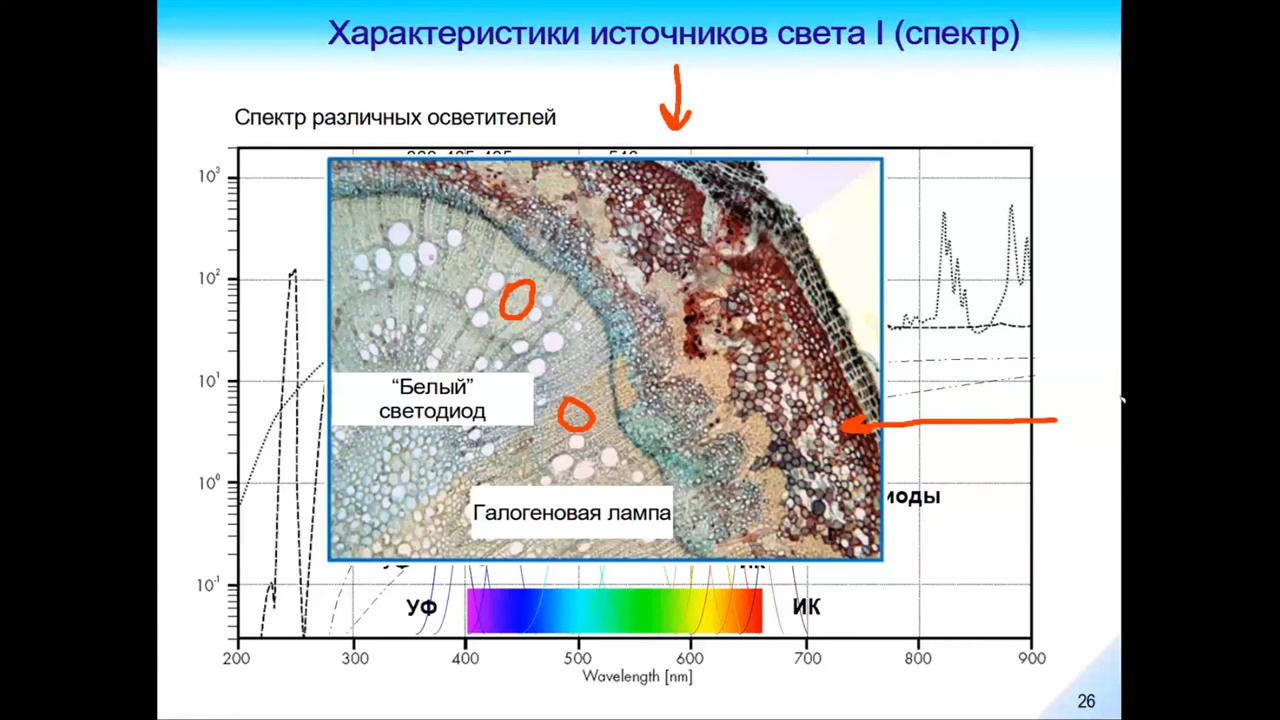 Характеристики источников света I (спектр)
Спектр различных осветителей
10³
10²
10¹
10⁰
10⁻¹
“Белый”
светодиод
Галогеновая лампа
УФ
ИК
200 300 400 500 600 700 800 900
Wavelength [nm]
26